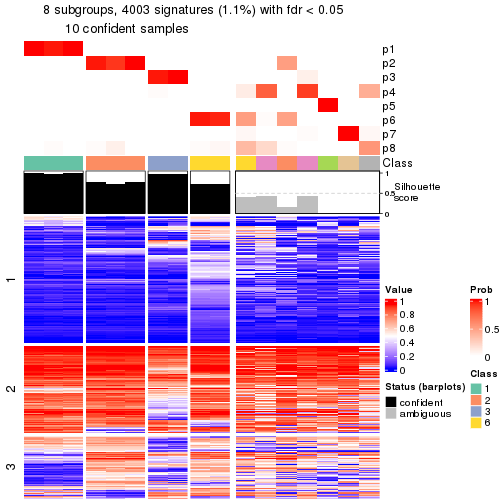 8 subgroups, 4003 signatures (1.1%) with fdr < 0.05
10 confident samples
p1
p2
p3
p4
p5
p6
p7
p8
Class
1
0.5
0
Silhouette
score
1
2
3
Value
1
0.8
0.6
0.4
0.2
0
Status (barplots)
confident
ambiguous
Prob
1
0.5
0
Class
1
2
3
6